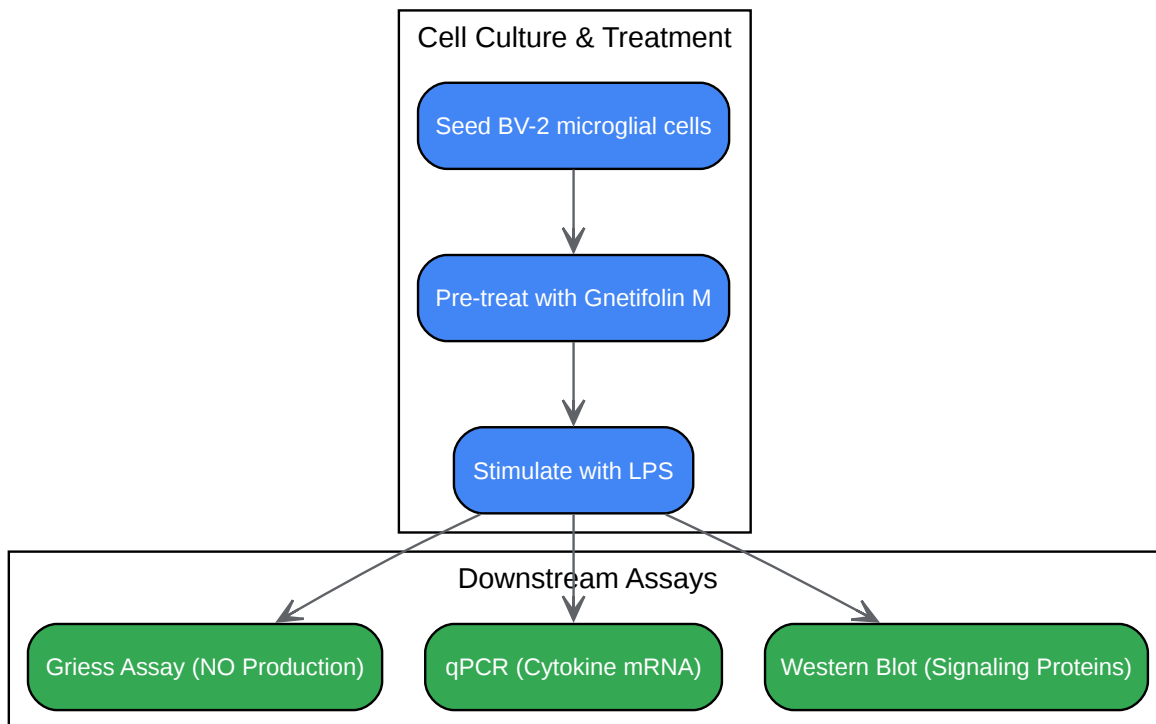 Cell Culture & Treatment
Seed BV-2 microglial cells
Pre-treat with Gnetifolin M
Stimulate with LPS
Downstream Assays
Griess Assay (NO Production)
qPCR (Cytokine mRNA)
Western Blot (Signaling Proteins)